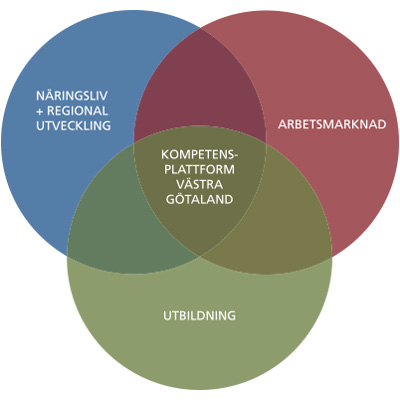 NÄRINGSLIV
+ REGIONAL
UTVECKLING
ARBETSMARKNAD
KOMPETENS-
PLATTFORM
VÄSTRA
GÖTALAND
UTBILDNING